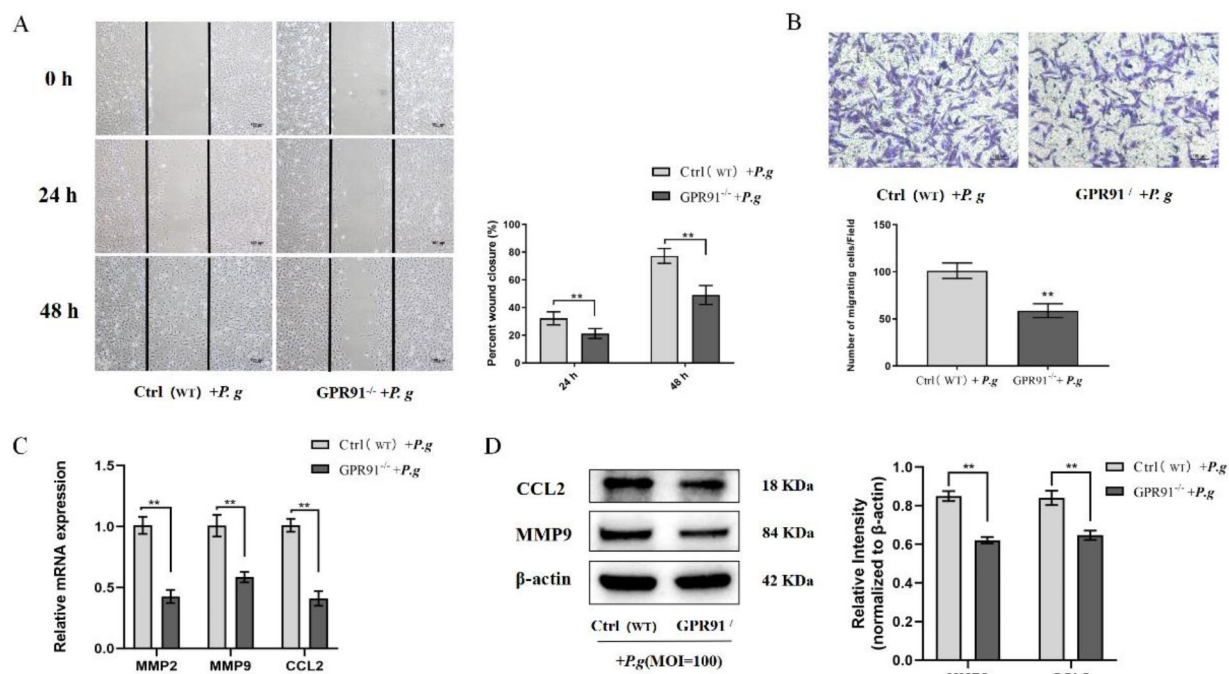 A
0 h
24 h
48 h
Ctrl (WT) +P. g GPR91-/- +P. g
Ctrl( WT) +P.g
GPR91-/- +P.g
Percent wound closure (%)
100
80
60
40
20
0
**
**
24 h
48 h
B
Ctrl (WT) +P. g GPR91 / +P. g
Number of migrating cells/Field
150
100
50
0
**
Ctrl( WT) + P.g GPR91-/-+ P.g
C
Ctrl( WT) +P.g
GPR91-/- +P.g
Relative mRNA expression
1.5
1.0
0.5
0.0
** ** **
MMP2 MMP9 CCL2
D
CCL2 18 KDa
MMP9 84 KDa
β-actin 42 KDa
Ctrl (WT) GPR91 /
+P.g(MOI=100)
Relative Intensity
(normalized to β-actin)
1.0
0.8
0.6
0.4
0.2
0.0
** **
Ctrl( WT) +P.g
GPR91-/-+P.g